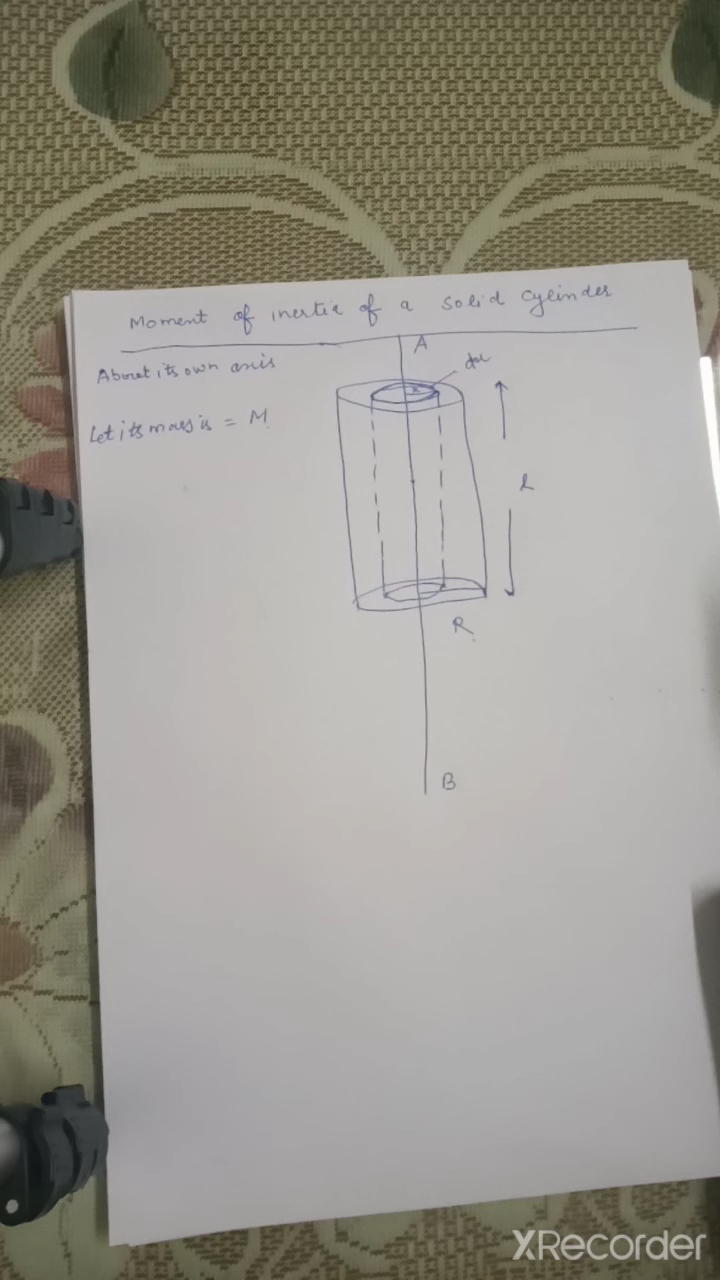 Moment of inertia of a solid cylinder
A
About its own axis
dx
x
Let its mass is = M
l
R
B
XRecorder